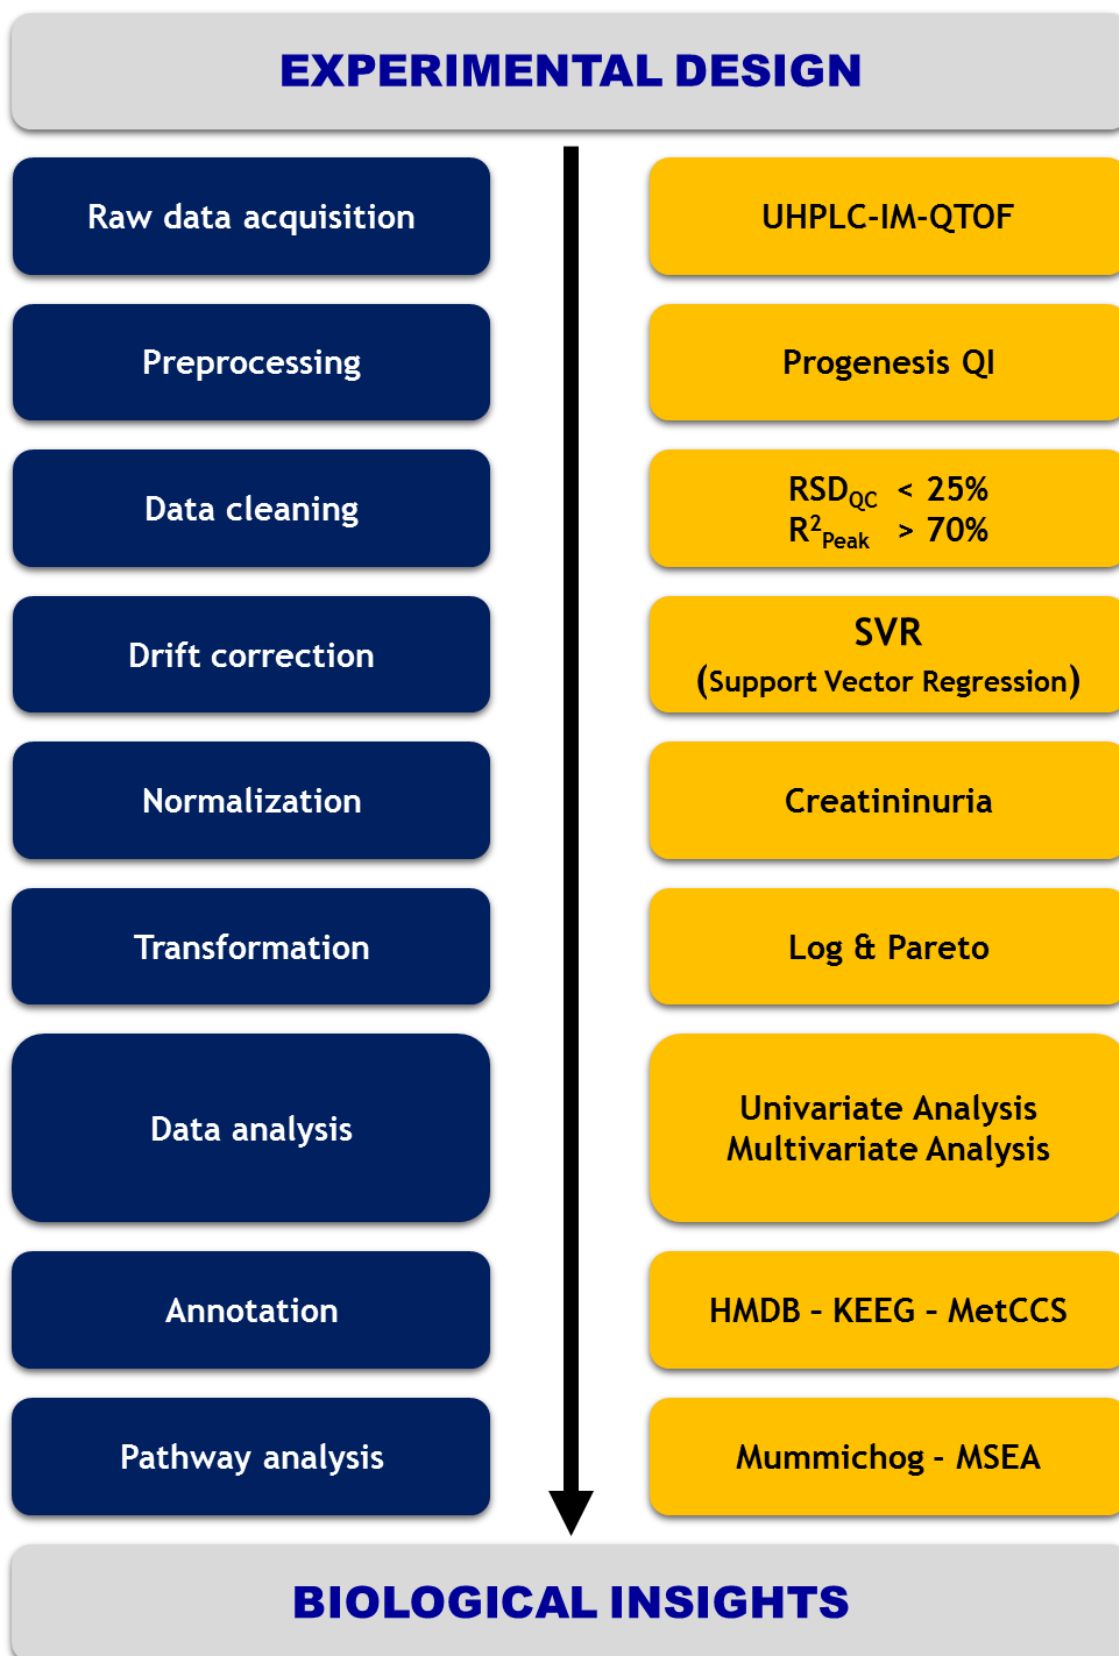 EXPERIMENTAL DESIGN
Raw data acquisition
UHPLC-IM-QTOF
Preprocessing
Progenesis QI
Data cleaning
RSD_QC < 25%
R²_Peak > 70%
Drift correction
SVR
(Support Vector Regression)
Normalization
Creatininuria
Transformation
Log & Pareto
Data analysis
Univariate Analysis
Multivariate Analysis
Annotation
HMDB – KEEG – MetCCS
Pathway analysis
Mummichog - MSEA
BIOLOGICAL INSIGHTS